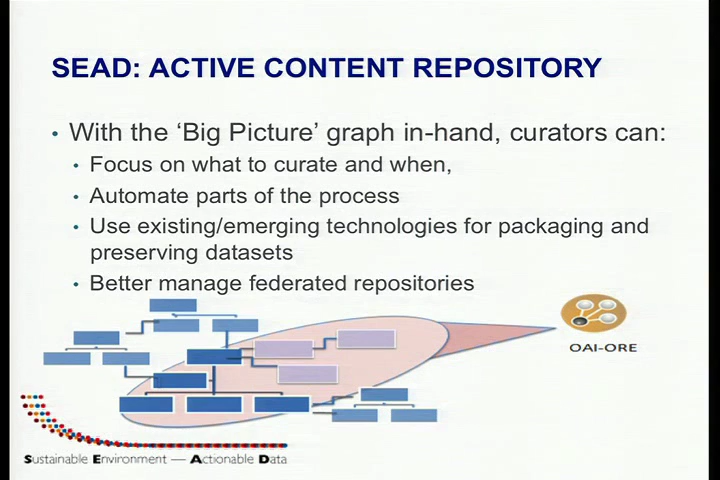 SEAD: ACTIVE CONTENT REPOSITORY
• With the ‘Big Picture’ graph in-hand, curators can:
• Focus on what to curate and when,
• Automate parts of the process
• Use existing/emerging technologies for packaging and
preserving datasets
• Better manage federated repositories
OAI-ORE
Sustainable Environment — Actionable Data